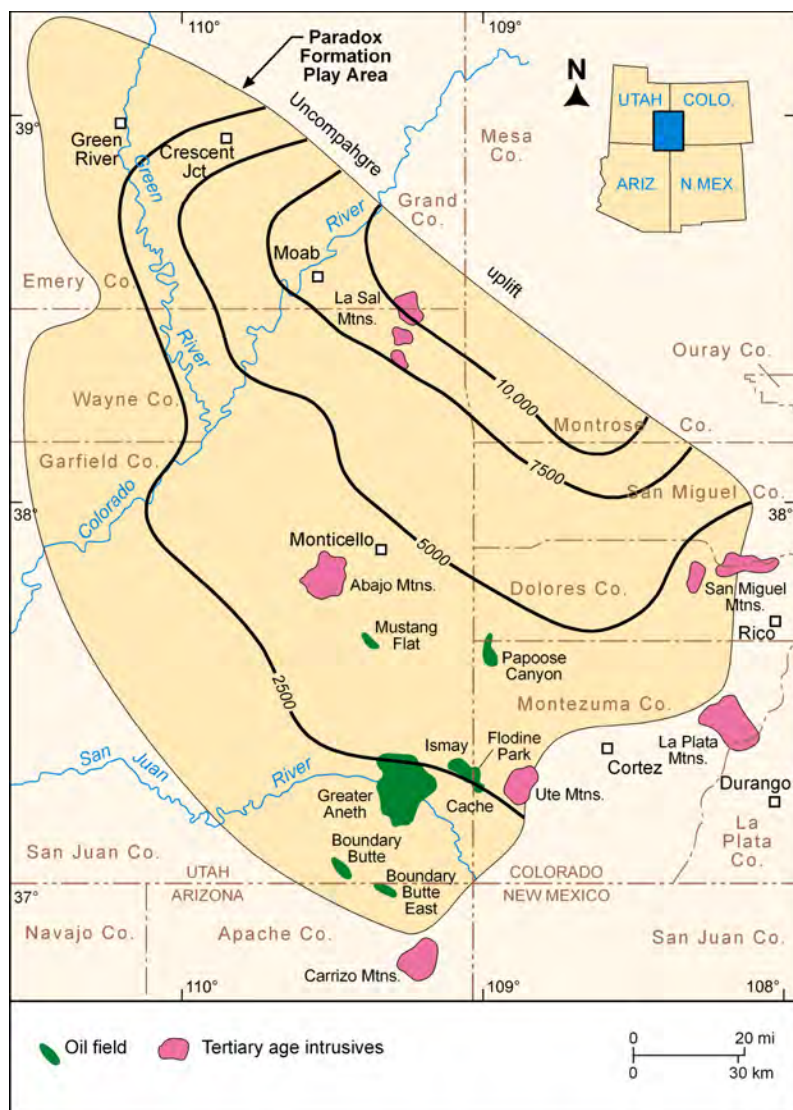 110°
109°
Paradox
Formation
Play Area
N
UTAH
COLO.
ARIZ.
N.MEX.
39°
Green
River
Crescent
Jct.
Uncompahgre
Mesa
Co.
Green
River
Grand
Co.
Moab
uplift
Emery Co.
La Sal
Mtns.
River
Ouray Co.
Wayne Co.
10,000
Montrose Co.
Garfield Co.
7500
San Miguel Co.
38°
38°
Colorado
Monticello
5000
Abajo Mtns.
Dolores Co.
San Miguel
Mtns.
Rico
Mustang
Flat
Papoose
Canyon
2500
Montezuma Co.
San Juan River
Ismay
Flodine
Park
La Plata
Mtns.
Cortez
Greater
Aneth
Cache
Ute Mtns.
Durango
Boundary
Butte
La
Plata
Co.
San Juan Co.
Boundary
Butte
East
UTAH
COLORADO
37°
ARIZONA
NEW MEXICO
Navajo Co.
Apache Co.
San Juan Co.
Carrizo Mtns.
110°
109°
108°
Oil field
Tertiary age intrusives
0 20 mi
0 30 km